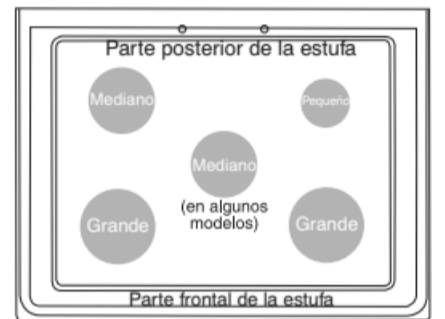 Parte posterior de la estufa
Mediano
Pequeño
Mediano
(en algunos
modelos)
Grande
Grande
Parte frontal de la estufa